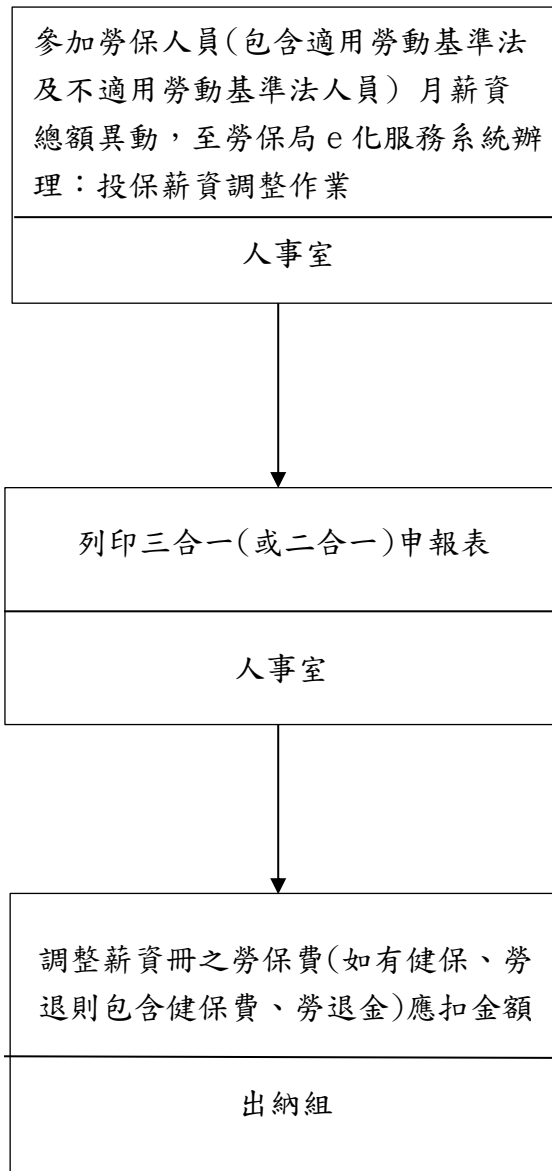 參加勞保人員(包含適用勞動基準法
及不適用勞動基準法人員) 月薪資
總額異動，至勞保局 e 化服務系統辦
理：投保薪資調整作業
人事室
列印三合一(或二合一)申報表
人事室
調整薪資冊之勞保費(如有健保、勞
退則包含健保費、勞退金)應扣金額
出納組